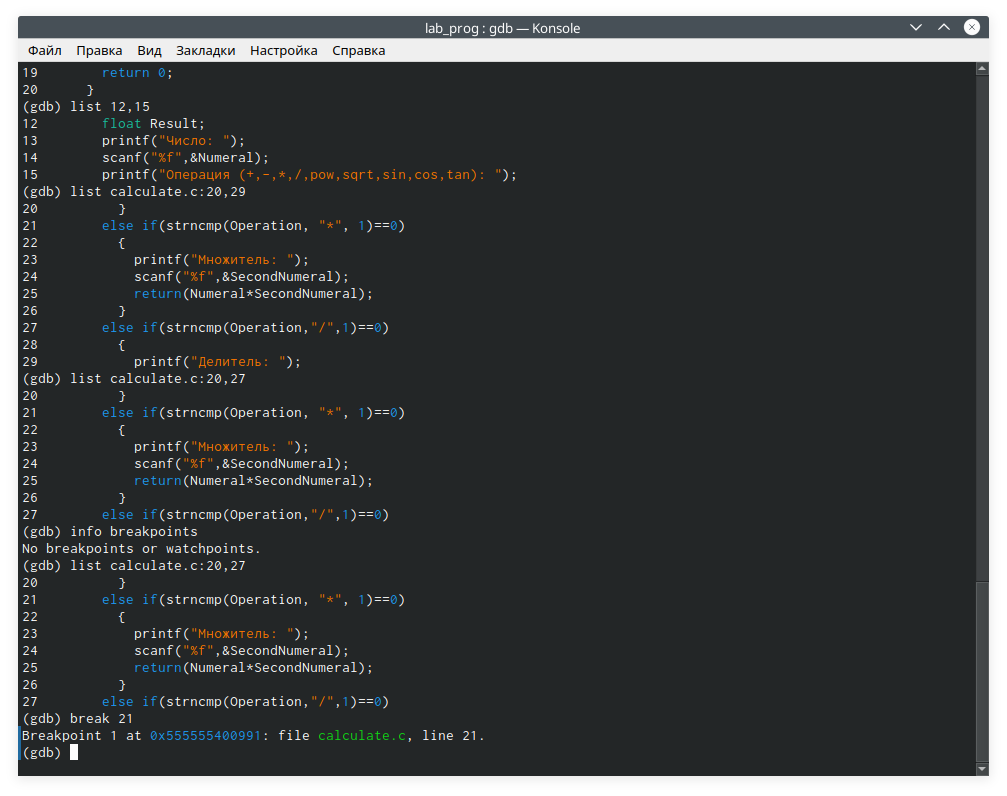 lab_prog : gdb — Konsole
Файл Правка Вид Закладки Настройка Справка
19        return 0;
20      }
(gdb) list 12,15
12        float Result;
13        printf("Число: ");
14        scanf("%f",&Numeral);
15        printf("Операция (+,-,*,/,pow,sqrt,sin,cos,tan): ");
(gdb) list calculate.c:20,29
20          }
21        else if(strncmp(Operation, "*", 1)==0)
22          {
23            printf("Множитель: ");
24            scanf("%f",&SecondNumeral);
25            return(Numeral*SecondNumeral);
26          }
27        else if(strncmp(Operation,"/",1)==0)
28          {
29            printf("Делитель: ");
(gdb) list calculate.c:20,27
20          }
21        else if(strncmp(Operation, "*", 1)==0)
22          {
23            printf("Множитель: ");
24            scanf("%f",&SecondNumeral);
25            return(Numeral*SecondNumeral);
26          }
27        else if(strncmp(Operation,"/",1)==0)
(gdb) info breakpoints
No breakpoints or watchpoints.
(gdb) list calculate.c:20,27
20          }
21        else if(strncmp(Operation, "*", 1)==0)
22          {
23            printf("Множитель: ");
24            scanf("%f",&SecondNumeral);
25            return(Numeral*SecondNumeral);
26          }
27        else if(strncmp(Operation,"/",1)==0)
(gdb) break 21
Breakpoint 1 at 0x555555400991: file calculate.c, line 21.
(gdb)